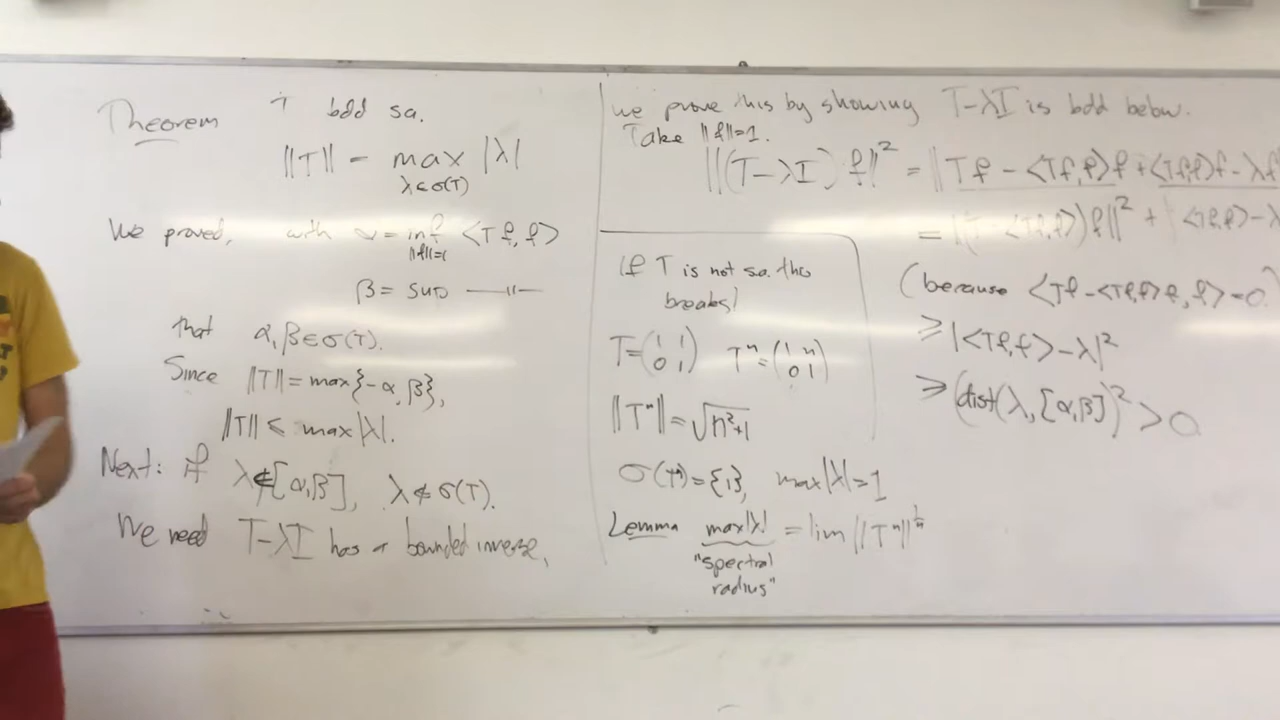 Theorem T bdd sa.
||T|| = max |λ|
λ∈σ(T)
We proved, with α = inf <Tf, f>
||f||=1
β = sup —"—
that α, β ∈ σ(T).
Since ||T|| = max{-α, β},
||T|| ≤ max|λ|.
Next: if λ∉[α,β], λ∉σ(T).
We need T-λI has a bounded inverse,
We prove this by showing T-λI is bdd below.
Take ||f||=1.
||(T-λI) f||² = ||Tf - <Tf,f>f + <Tf,f>f - λf
= ||(T-<Tf,f>)f||² + |<Tf,f>-λ
(because <Tf-<Tf,f>f, f>=0.)
≥ |<Tf,f>-λ|²
≥ (dist(λ,[α,β])² > 0
If T is not sa. this
breaks!
T = (1 1
0 1) Tⁿ = (1 n
0 1)
||Tⁿ|| = √n²+1
σ(Tⁿ) = {1}, max|λ|=1
Lemma max|λ| = lim ||Tⁿ||^1/n
"spectral
radius"